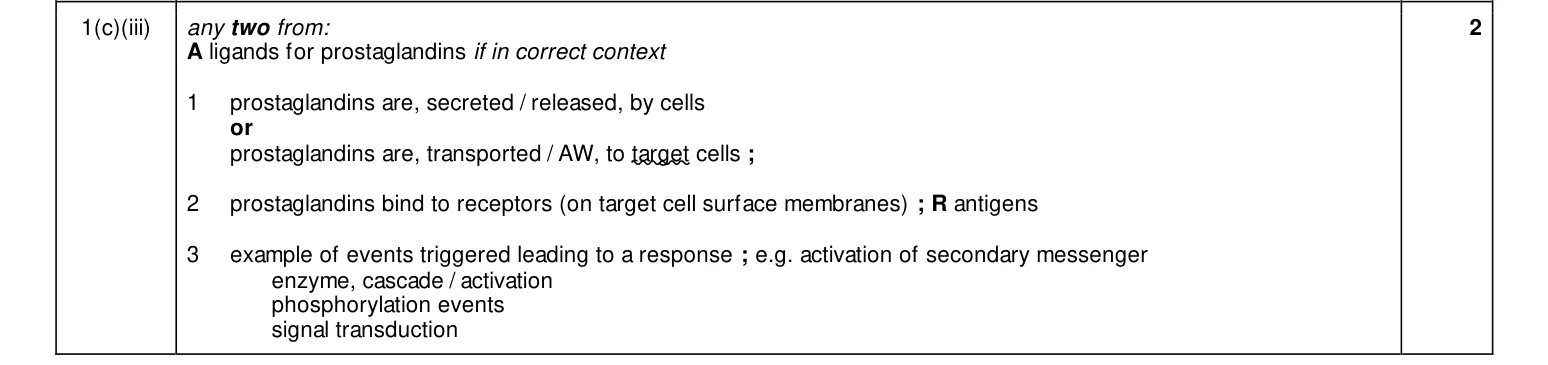 1(c)(iii) any two from: 2
A ligands for prostaglandins if in correct context
1 prostaglandins are, secreted / released, by cells
or
prostaglandins are, transported / AW, to target cells ;
2 prostaglandins bind to receptors (on target cell surface membranes) ; R antigens
3 example of events triggered leading to a response ; e.g. activation of secondary messenger
enzyme, cascade / activation
phosphorylation events
signal transduction